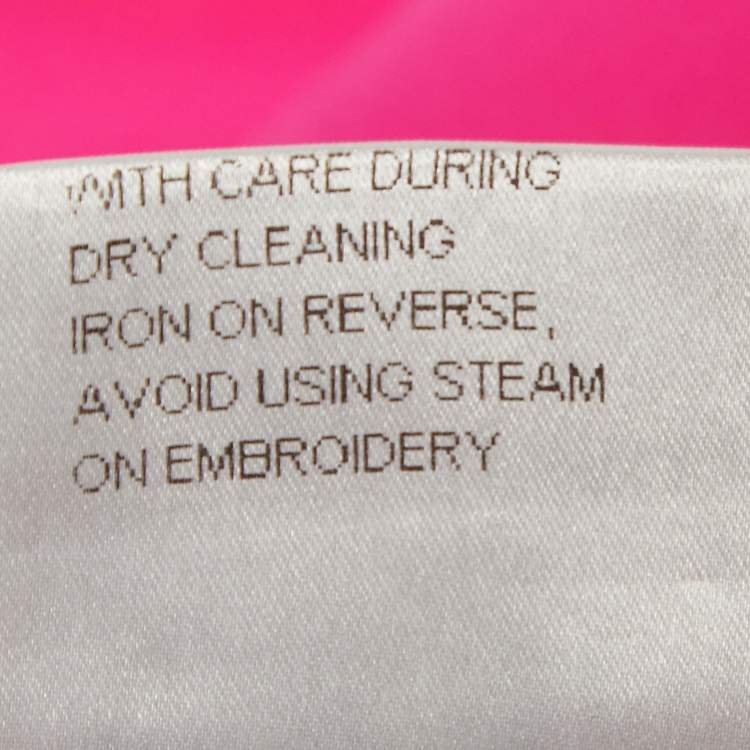 WITH CARE DURING
DRY CLEANING
IRON ON REVERSE,
AVOID USING STEAM
ON EMBROIDERY